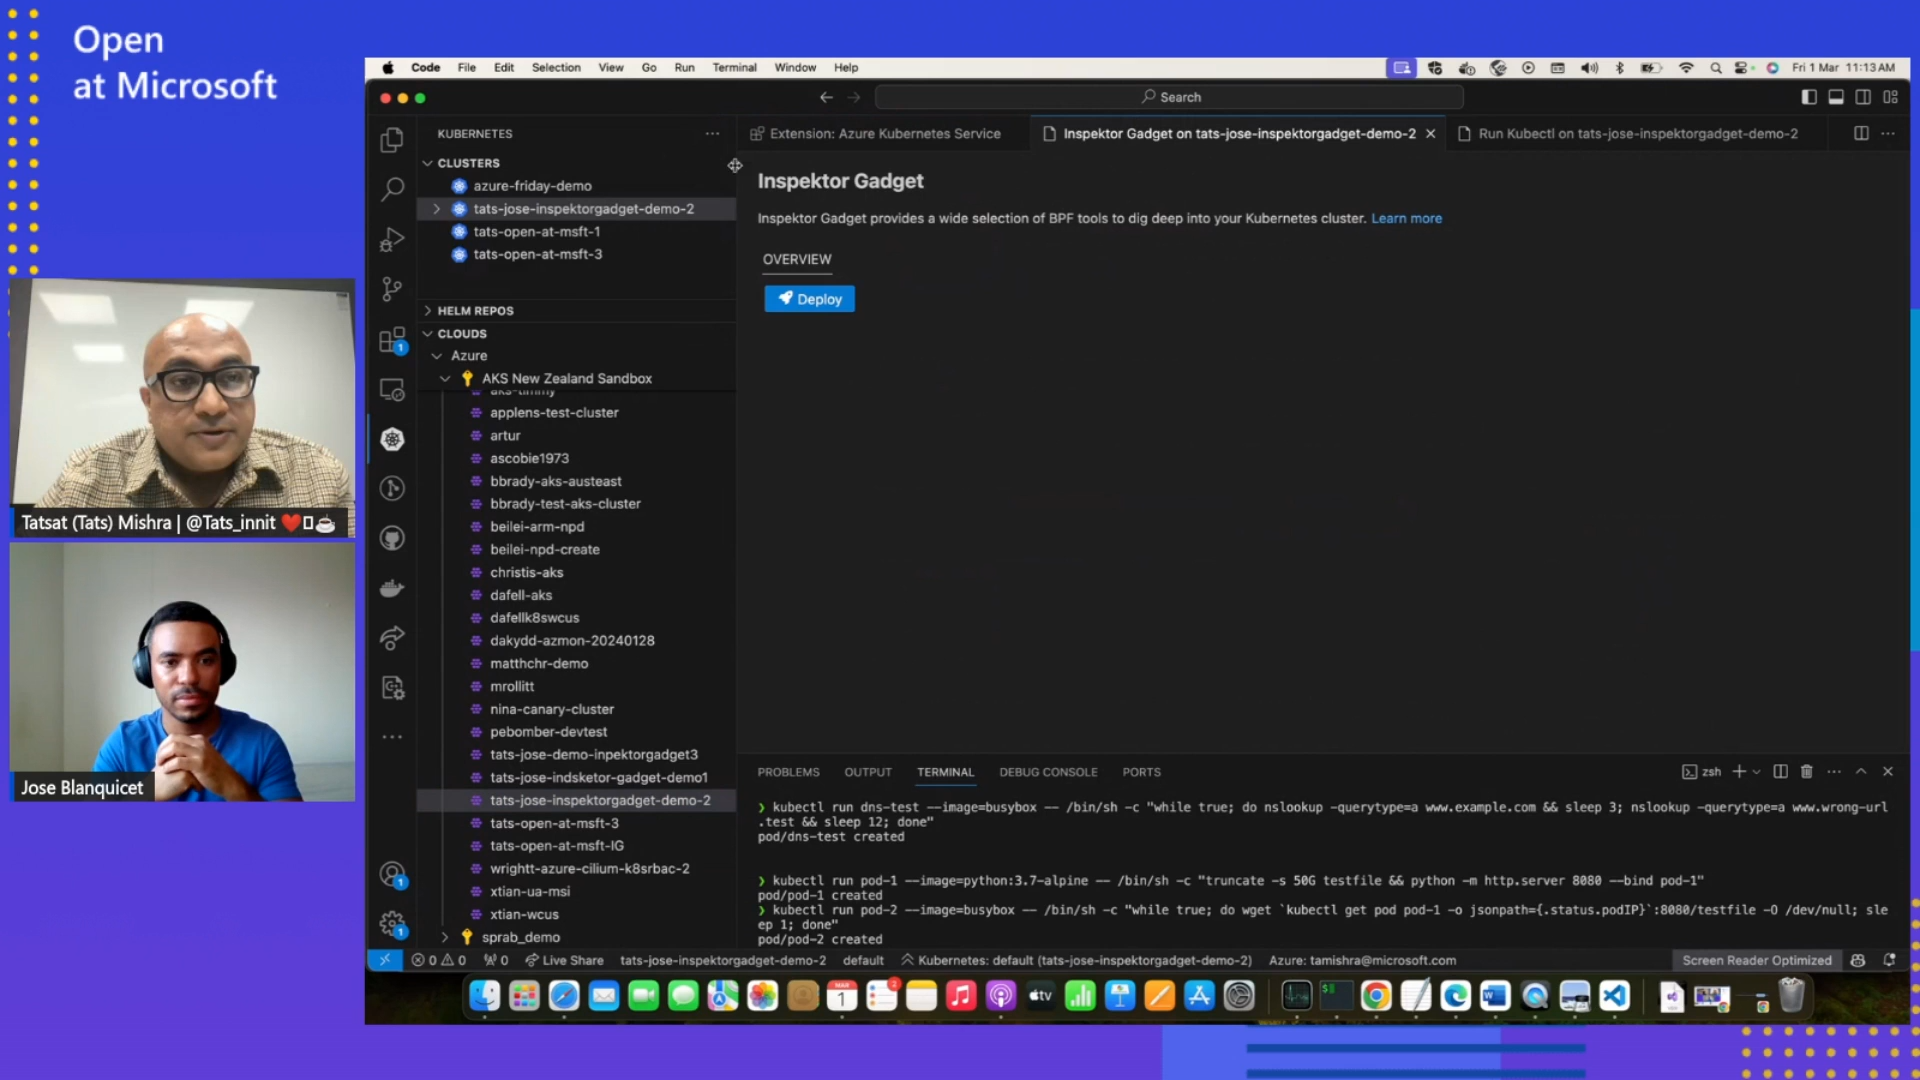 Open
at Microsoft
Code File Edit Selection View Go Run Terminal Window Help
Fri 1 Mar 11:13 AM
Search
KUBERNETES
Extension: Azure Kubernetes Service
Inspektor Gadget on tats-jose-inspektorgadget-demo-2
Run Kubectl on tats-jose-inspektorgadget-demo-2
CLUSTERS
azure-friday-demo
tats-jose-inspektorgadget-demo-2
tats-open-at-msft-1
tats-open-at-msft-3
HELM REPOS
CLOUDS
Azure
AKS New Zealand Sandbox
aks-timmy
applens-test-cluster
artur
ascobie1973
bbrady-aks-austeast
bbrady-test-aks-cluster
beilei-arm-npd
beilei-npd-create
christis-aks
dafell-aks
dafellk8swcus
dakydd-azmon-20240128
matthchr-demo
mrollitt
nina-canary-cluster
pebomber-devtest
tats-jose-demo-inpektorgadget3
tats-jose-indsketor-gadget-demo1
tats-jose-inspektorgadget-demo-2
tats-open-at-msft-3
tats-open-at-msft-IG
wrightt-azure-cilium-k8srbac-2
xtian-ua-msi
xtian-wcus
sprab_demo
Inspektor Gadget
Inspektor Gadget provides a wide selection of BPF tools to dig deep into your Kubernetes cluster. Learn more
OVERVIEW
Deploy
PROBLEMS OUTPUT TERMINAL DEBUG CONSOLE PORTS
zsh
❯ kubectl run dns-test --image=busybox -- /bin/sh -c "while true; do nslookup -querytype=a www.example.com && sleep 3; nslookup -querytype=a www.wrong-url
.test && sleep 12; done"
pod/dns-test created
❯ kubectl run pod-1 --image=python:3.7-alpine -- /bin/sh -c "truncate -s 50G testfile && python -m http.server 8080 --bind pod-1"
pod/pod-1 created
❯ kubectl run pod-2 --image=busybox -- /bin/sh -c "while true; do wget `kubectl get pod pod-1 -o jsonpath={.status.podIP}`:8080/testfile -O /dev/null; sle
ep 1; done"
pod/pod-2 created
0 0 0 Live Share tats-jose-inspektorgadget-demo-2 default Kubernetes: default (tats-jose-inspektorgadget-demo-2) Azure: tamishra@microsoft.com Screen Reader Optimized
Tatsat (Tats) Mishra | @Tats_innit ❤️▯☕
Jose Blanquicet
1
1
1
MAR
1
2
tv